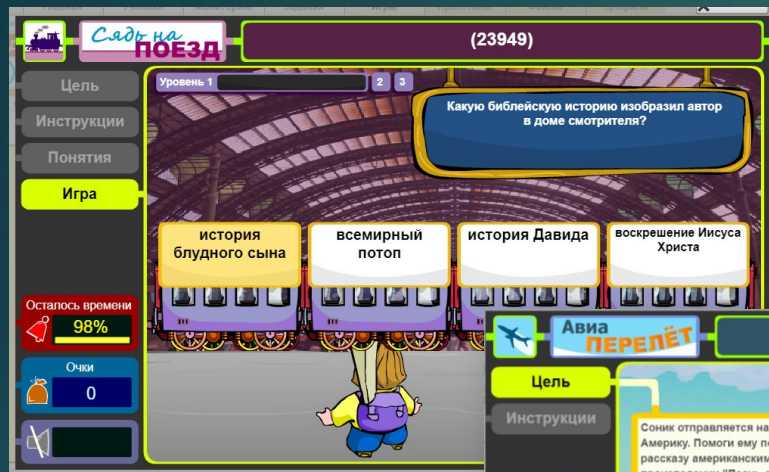 Сядь на
ПОЕЗД
(23949)
Цель
Инструкции
Понятия
Игра
Уровень 1
2 3
Какую библейскую историю изобразил автор
в доме смотрителя?
история
блудного сына
всемирный
потоп
история Давида
воскрешение Иисуса
Христа
Осталось времени
98%
Очки
0
Авиа
ПЕРЕЛЁТ
Цель
Инструкции
Соник отправляется на
Америку. Помоги ему
рассказу американским